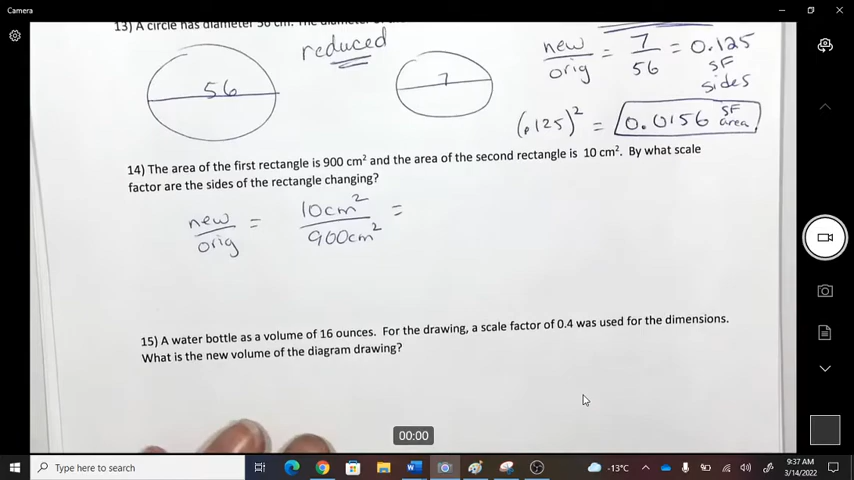 Camera
13) A circle has diameter 56 cm. The diameter of the
reduced
56
7
new/orig = 7/56 = 0.125
SF
sides
(.125)² = 0.0156 SF area
14) The area of the first rectangle is 900 cm² and the area of the second rectangle is 10 cm². By what scale
factor are the sides of the rectangle changing?
new/orig = 10cm²/900cm² =
15) A water bottle as a volume of 16 ounces. For the drawing, a scale factor of 0.4 was used for the dimensions.
What is the new volume of the diagram drawing?
00:00
Type here to search
-13°C
9:37 AM
3/14/2022